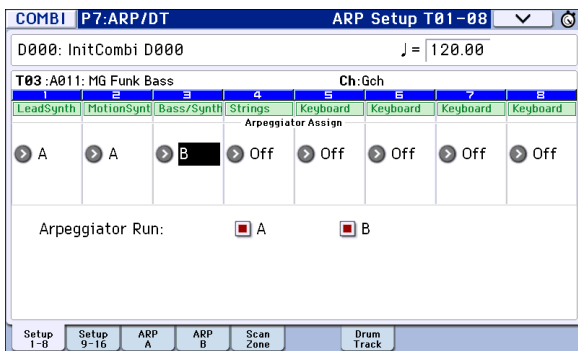 COMBI P7:ARP/DT ARP Setup T01-08
D000: InitCombi D000 ♩= 120.00
T03 :A011: MG Funk Bass Ch:Gch
1 2 3 4 5 6 7 8
LeadSynth MotionSynt Bass/Synth Strings Keyboard Keyboard Keyboard Keyboard
Arpeggiator Assign
A A B Off Off Off Off Off
Arpeggiator Run: A B
Setup 1-8 Setup 9-16 ARP A ARP B Scan Zone Drum Track